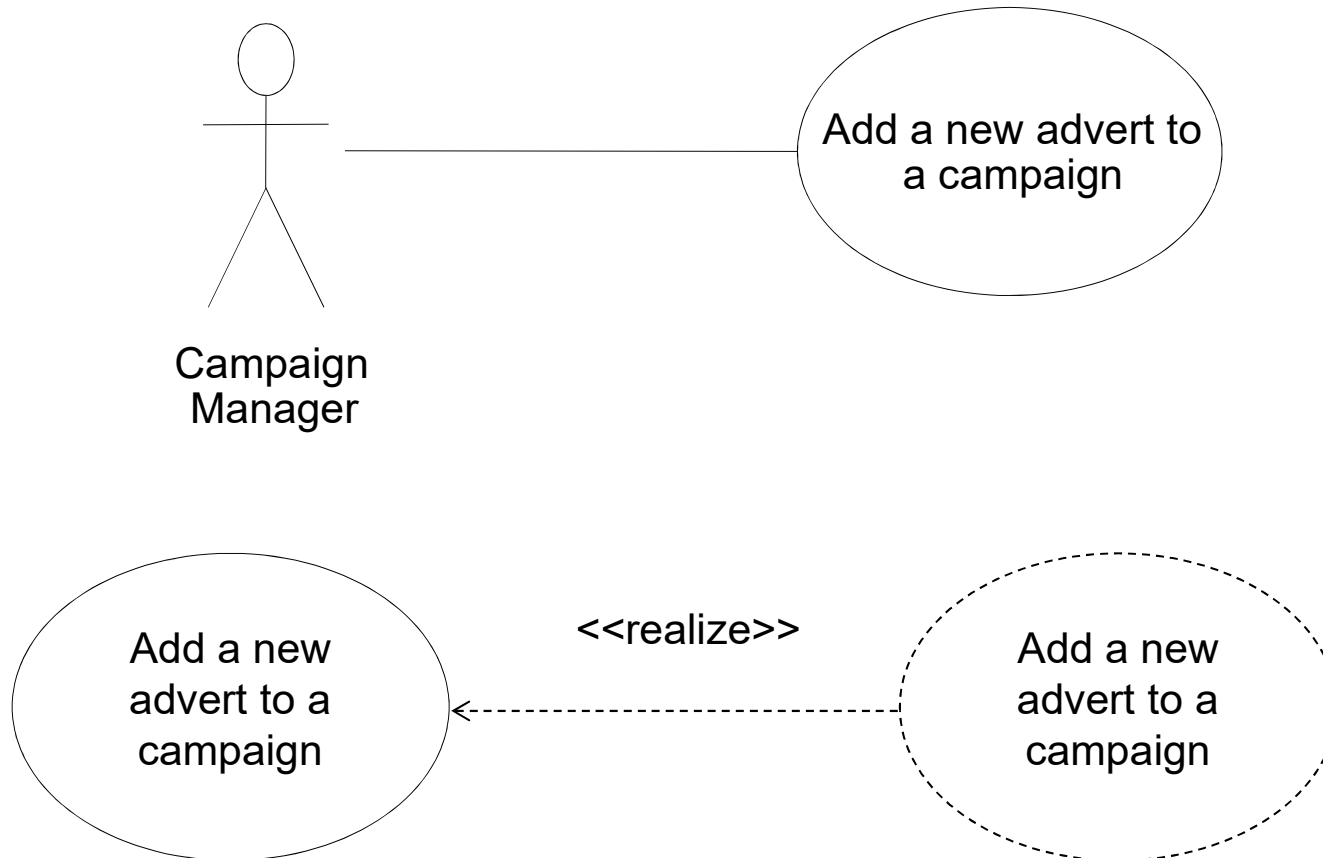 Add a new advert to
a campaign
Campaign
Manager
<<realize>>
Add a new
advert to a
campaign
Add a new
advert to a
campaign